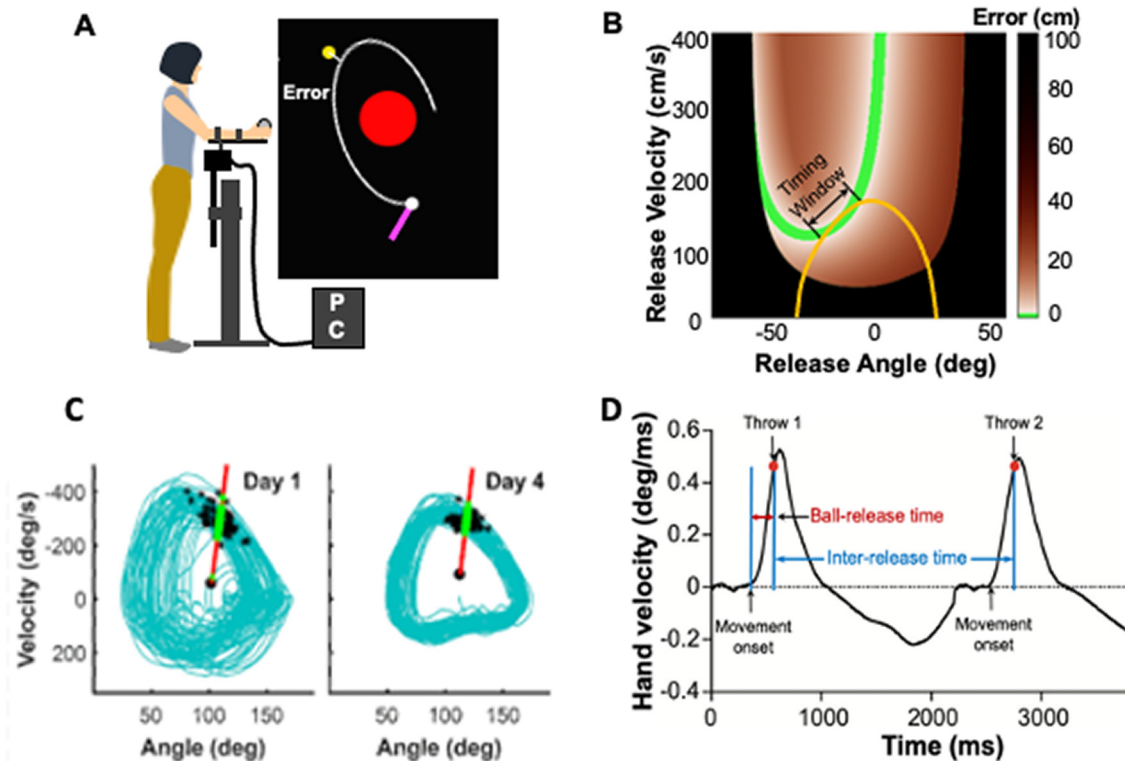 A
Error
P
C
B
Error (cm)
Release Velocity (cm/s)
400
300
200
100
0
Timing
Window
-50
0
50
Release Angle (deg)
100
80
60
40
20
0
C
Velocity (deg/s)
-400
-200
0
200
Day 1
50
100
150
Angle (deg)
Day 4
50
100
150
Angle (deg)
D
Hand velocity (deg/ms)
0.6
0.4
0.2
0
-0.2
-0.4
Throw 1
Throw 2
Ball-release time
Inter-release time
Movement
onset
Movement
onset
0
1000
2000
3000
Time (ms)